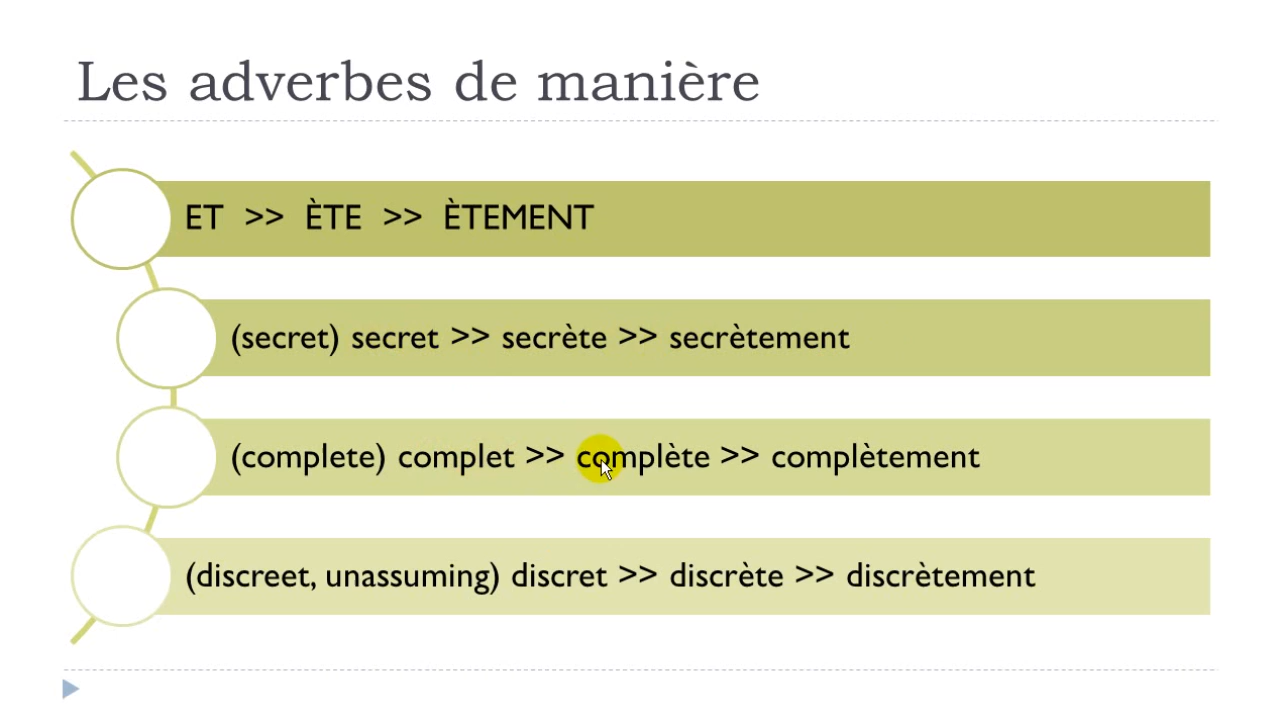 Les adverbes de manière
ET >> ÈTE >> ÈTEMENT
(secret) secret >> secrète >> secrètement
(complete) complet >> complète >> complètement
(discreet, unassuming) discret >> discrète >> discrètement